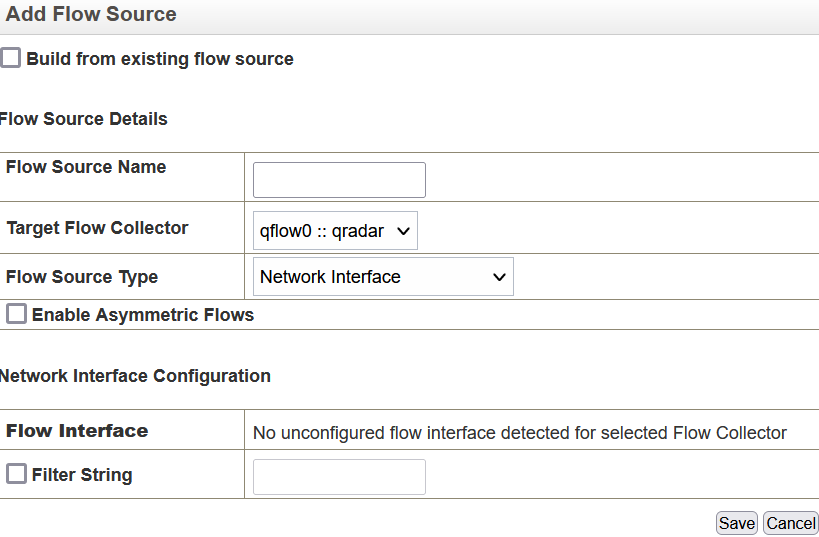 Add Flow Source
Build from existing flow source
Flow Source Details
Flow Source Name
Target Flow Collector qflow0 :: qradar
Flow Source Type Network Interface
Enable Asymmetric Flows
Network Interface Configuration
Flow Interface No unconfigured flow interface detected for selected Flow Collector
Filter String
Save Cancel